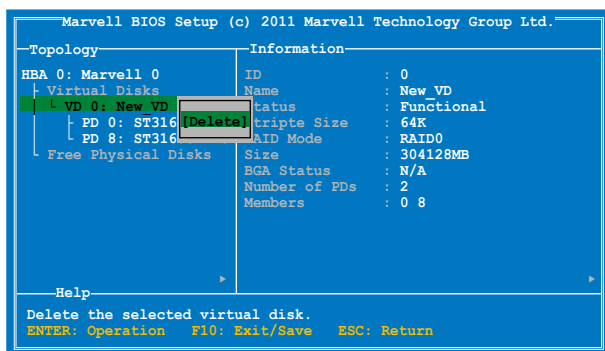 Marvell BIOS Setup (c) 2011 Marvell Technology Group Ltd.
Topology
HBA 0: Marvell 0
Virtual Disks
VD 0: New_VD
PD 0: ST316
PD 8: ST316
Free Physical Disks
[Delete]
Information
ID : 0
Name : New_VD
tatus : Functional
tripte Size : 64K
AID Mode : RAID0
Size : 304128MB
BGA Status : N/A
Number of PDs : 2
Members : 0 8
Help
Delete the selected virtual disk.
ENTER: Operation F10: Exit/Save ESC: Return